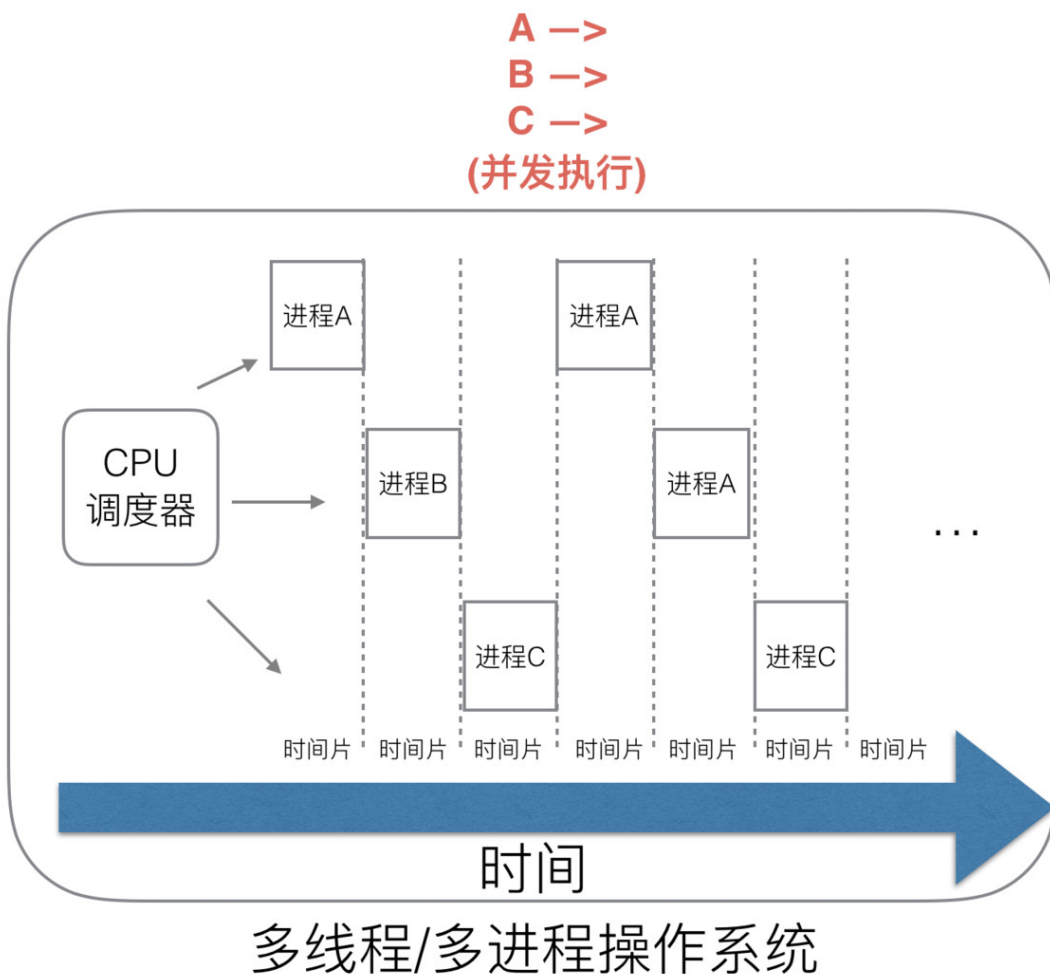 A —>
B —>
C —>
(并发执行)
进程A
进程A
CPU
调度器
进程B
进程A
...
进程C
进程C
时间片
时间片
时间片
时间片
时间片
时间片
时间片
时间
多线程/多进程操作系统